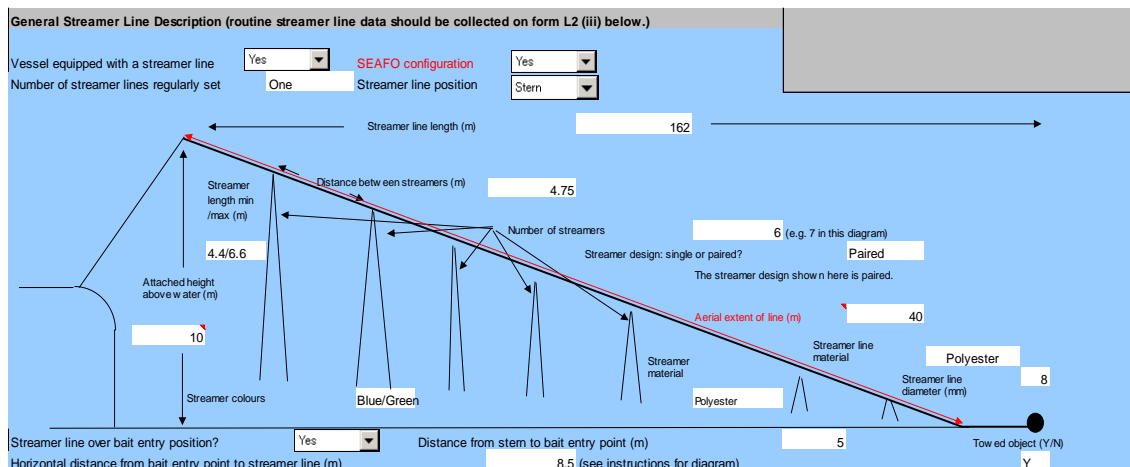 General Streamer Line Description (routine streamer line data should be collected on form L2 (iii) below.)
Vessel equipped with a streamer line Yes SEAFO configuration Yes
Number of streamer lines regularly set One Streamer line position Stern
Streamer line length (m) 162
Distance between streamers (m) 4.75
Streamer
length min
/max (m)
4.4/6.6
Number of streamers 6 (e.g. 7 in this diagram)
Streamer design: single or paired? Paired
The streamer design shown here is paired.
Attached height
above water (m)
10
Aerial extent of line (m) 40
Streamer line
material
Polyester
Streamer
material
Polyester
Streamer line
diameter (mm)
8
Streamer colours Blue/Green
Streamer line over bait entry position? Yes Distance from stern to bait entry point (m) 5 Towed object (Y/N)
Horizontal distance from bait entry point to streamer line (m) 8.5 (see instructions for diagram) Y